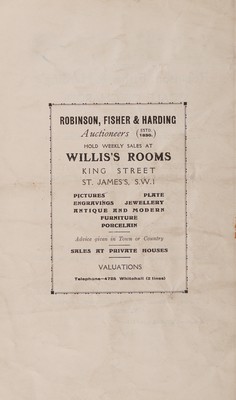 ROBINSON, FISHER & HARDING
Auctioneers (ESTD. 1830)
HOLD WEEKLY SALES AT
WILLIS'S ROOMS
KING STREET
ST. JAMES'S, S.W.1
PICTURES PLATE
ENGRAVINGS JEWELLERY
ANTIQUE AND MODERN
FURNITURE
PORCELAIN
Advice given in Town or Country
SALES AT PRIVATE HOUSES
VALUATIONS
Telephone—4725 Whitehall (2 lines)